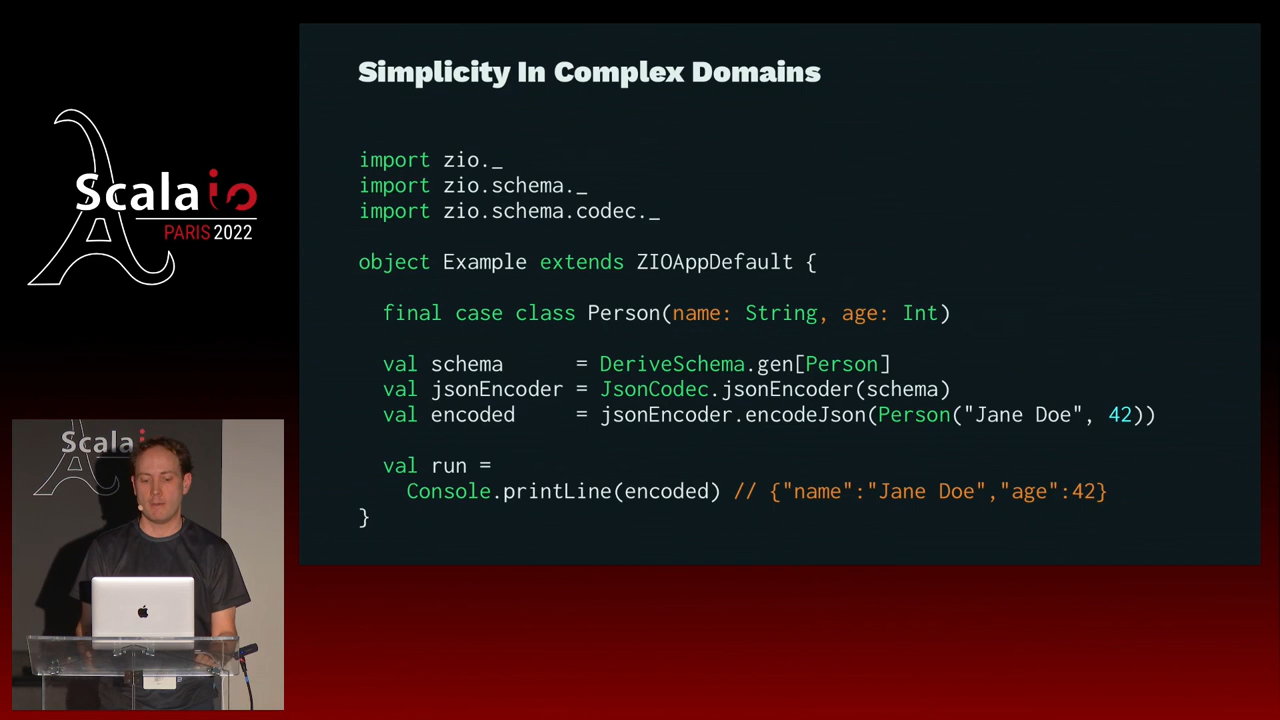 Scala io
PARIS 2022
Simplicity In Complex Domains
import zio._
import zio.schema._
import zio.schema.codec._
object Example extends ZIOAppDefault {
final case class Person(name: String, age: Int)
val schema = DeriveSchema.gen[Person]
val jsonEncoder = JsonCodec.jsonEncoder(schema)
val encoded = jsonEncoder.encodeJson(Person("Jane Doe", 42))
val run =
Console.printLine(encoded) // {"name":"Jane Doe","age":42}
}
Scala i